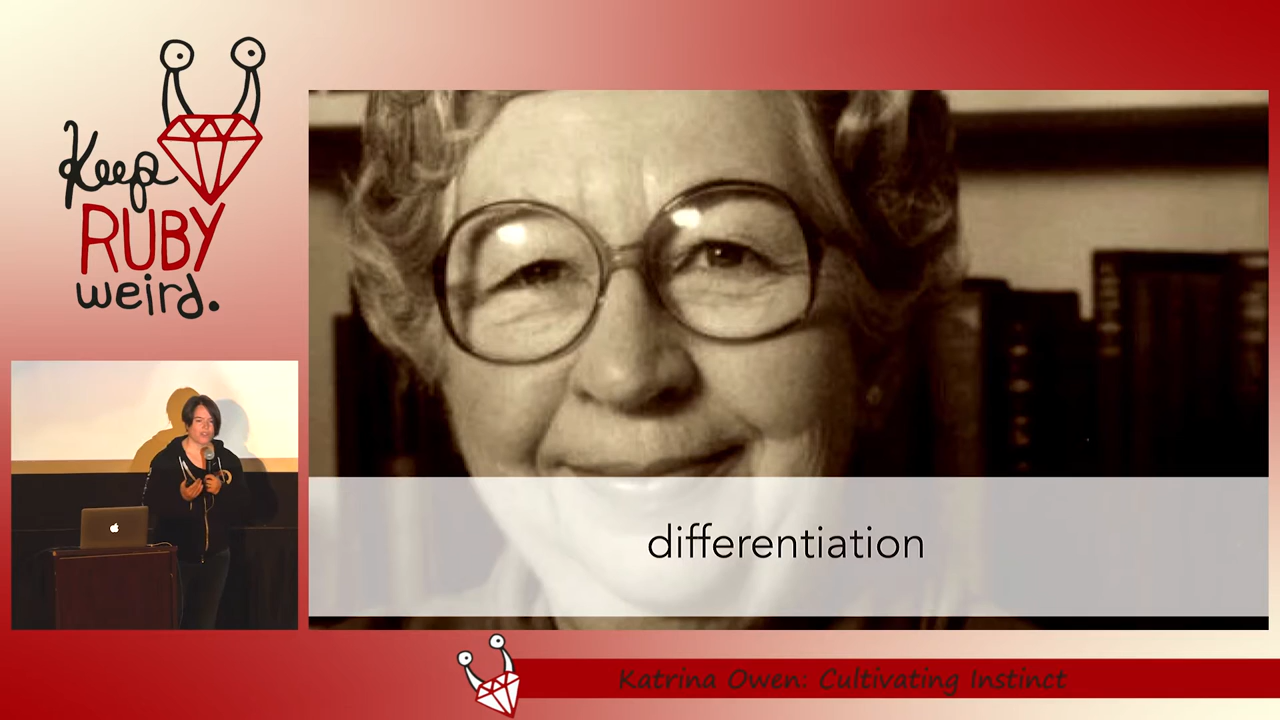 Keep
RUBY
weird.
differentiation
Katrina Owen: Cultivating Instinct